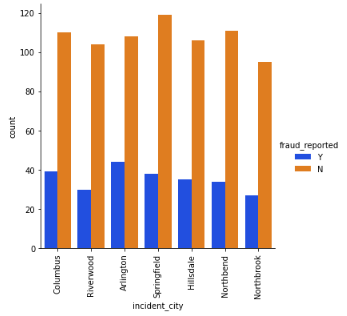 120
100
80
60
40
20
0
count
Columbus
Riverwood
Arlington
Springfield
Hillsdale
Northbend
Northbrook
incident_city
fraud_reported
Y
N